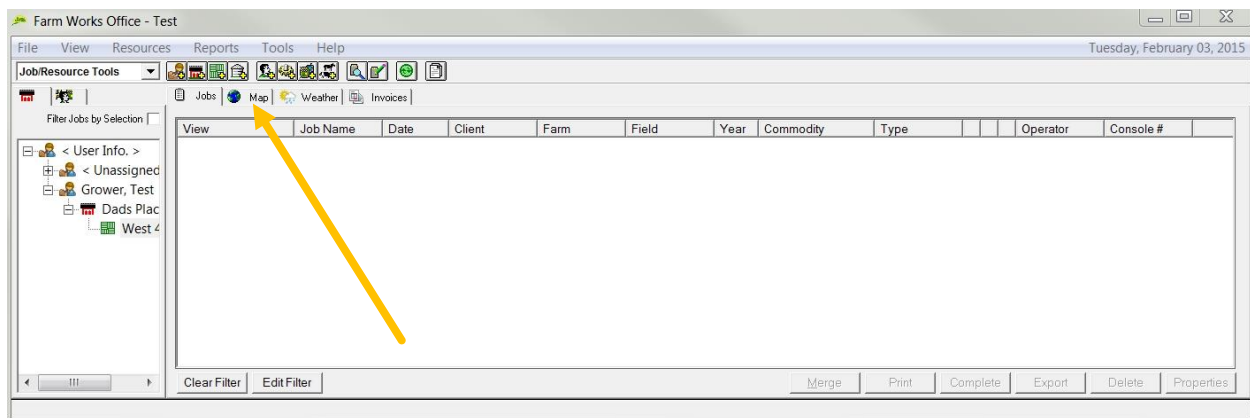 Farm Works Office - Test
File View Resources Reports Tools Help Tuesday, February 03, 2015
Job/Resource Tools
Jobs Map Weather Invoices
Filter Jobs by Selection
View Job Name Date Client Farm Field Year Commodity Type Operator Console #
< User Info. >
< Unassigned
Grower, Test
Dads Plac
West 4
Clear Filter Edit Filter Merge Print Complete Export Delete Properties